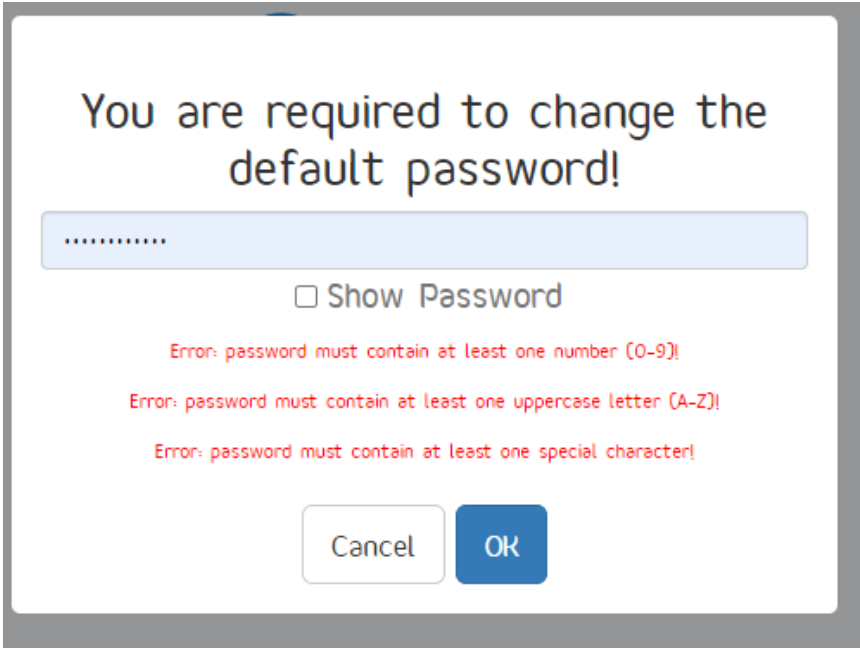 You are required to change the
default password!
............
Show Password
Error: password must contain at least one number (0-9)!
Error: password must contain at least one uppercase letter (A-Z)!
Error: password must contain at least one special character!
Cancel
OK